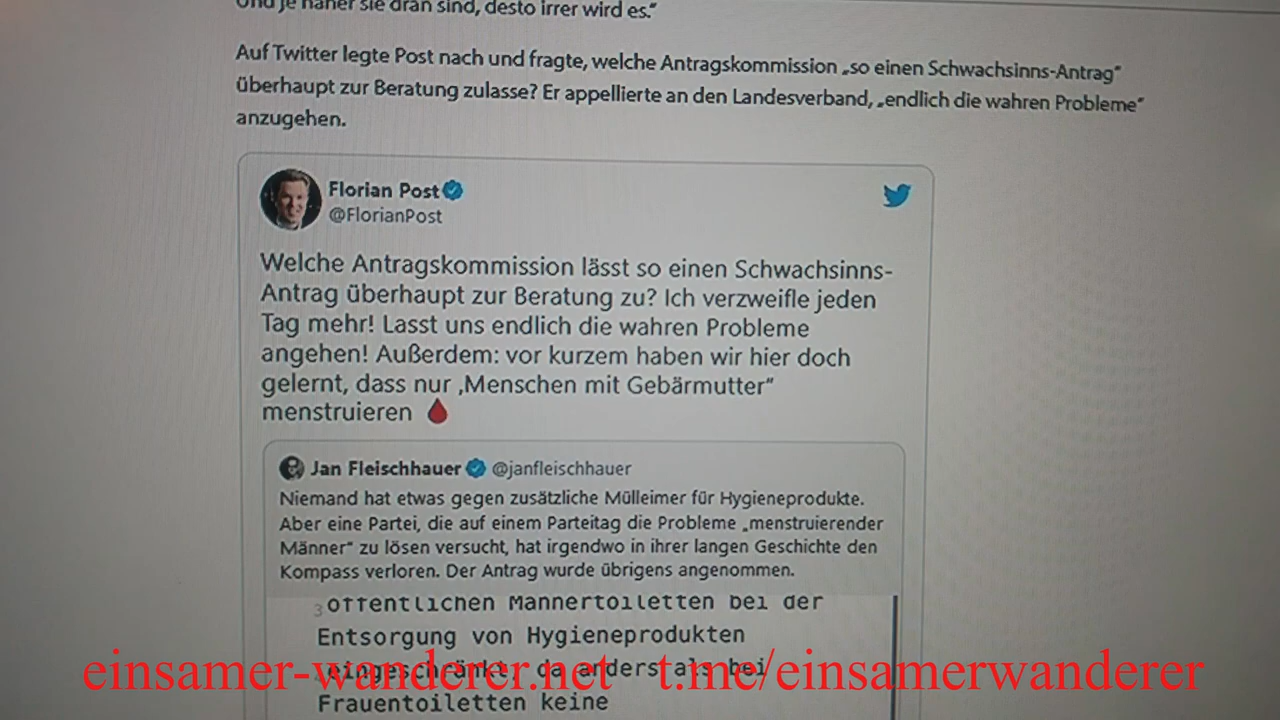 Und je näher sie dran sind, desto irrer wird es."
Auf Twitter legte Post nach und fragte, welche Antragskommission „so einen Schwachsinns-Antrag"
überhaupt zur Beratung zulasse? Er appellierte an den Landesverband, „endlich die wahren Probleme"
anzugehen.
Florian Post
@FlorianPost
Welche Antragskommission lässt so einen Schwachsinns-
Antrag überhaupt zur Beratung zu? Ich verzweifle jeden
Tag mehr! Lasst uns endlich die wahren Probleme
angehen! Außerdem: vor kurzem haben wir hier doch
gelernt, dass nur ‚Menschen mit Gebärmutter“
menstruieren 🩸
Jan Fleischhauer @janfleischhauer
Niemand hat etwas gegen zusätzliche Mülleimer für Hygieneprodukte.
Aber eine Partei, die auf einem Parteitag die Probleme „menstruierender
Männer“ zu lösen versucht, hat irgendwo in ihrer langen Geschichte den
Kompass verloren. Der Antrag wurde übrigens angenommen.
3 öffentlichen Männertoiletten bei der
Entsorgung von Hygieneprodukten
eingeschränkt, da anders als bei
Frauentoiletten keine
einsamer-wanderer.net t.me/einsamerwanderer